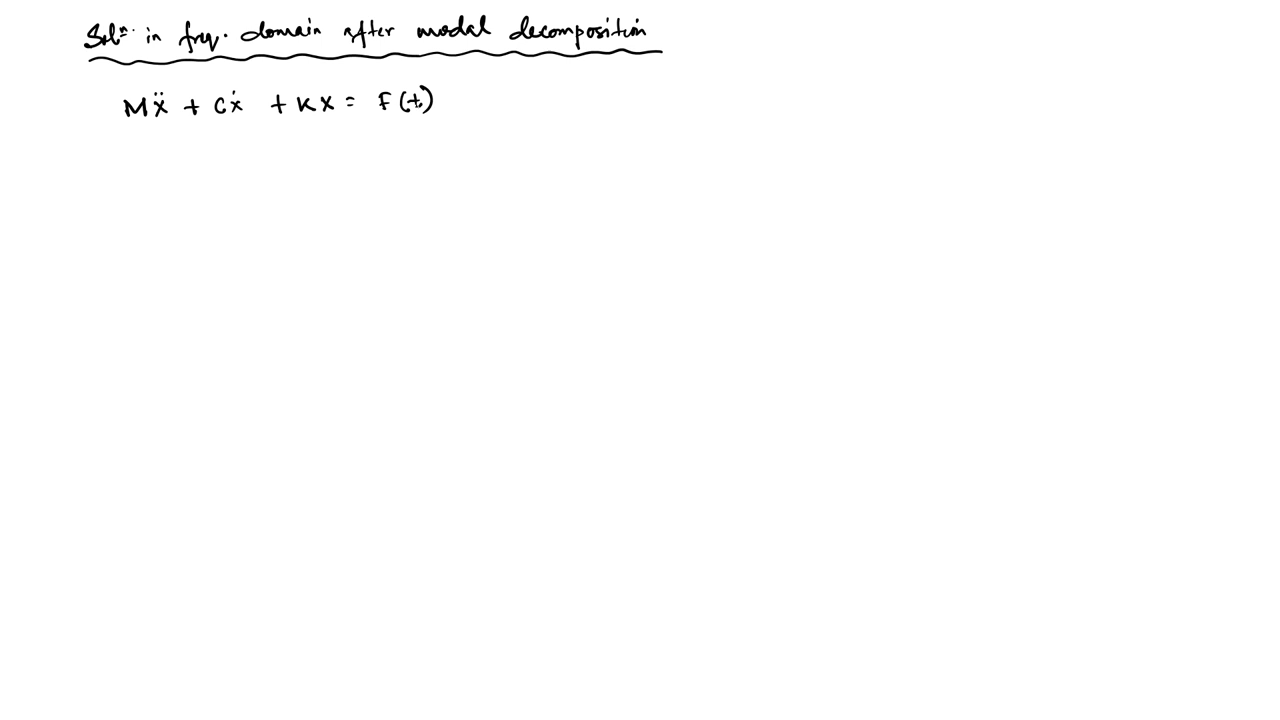 Solⁿ. in freq. domain after modal decomposition
MẌ + CẊ + KX = F(t)